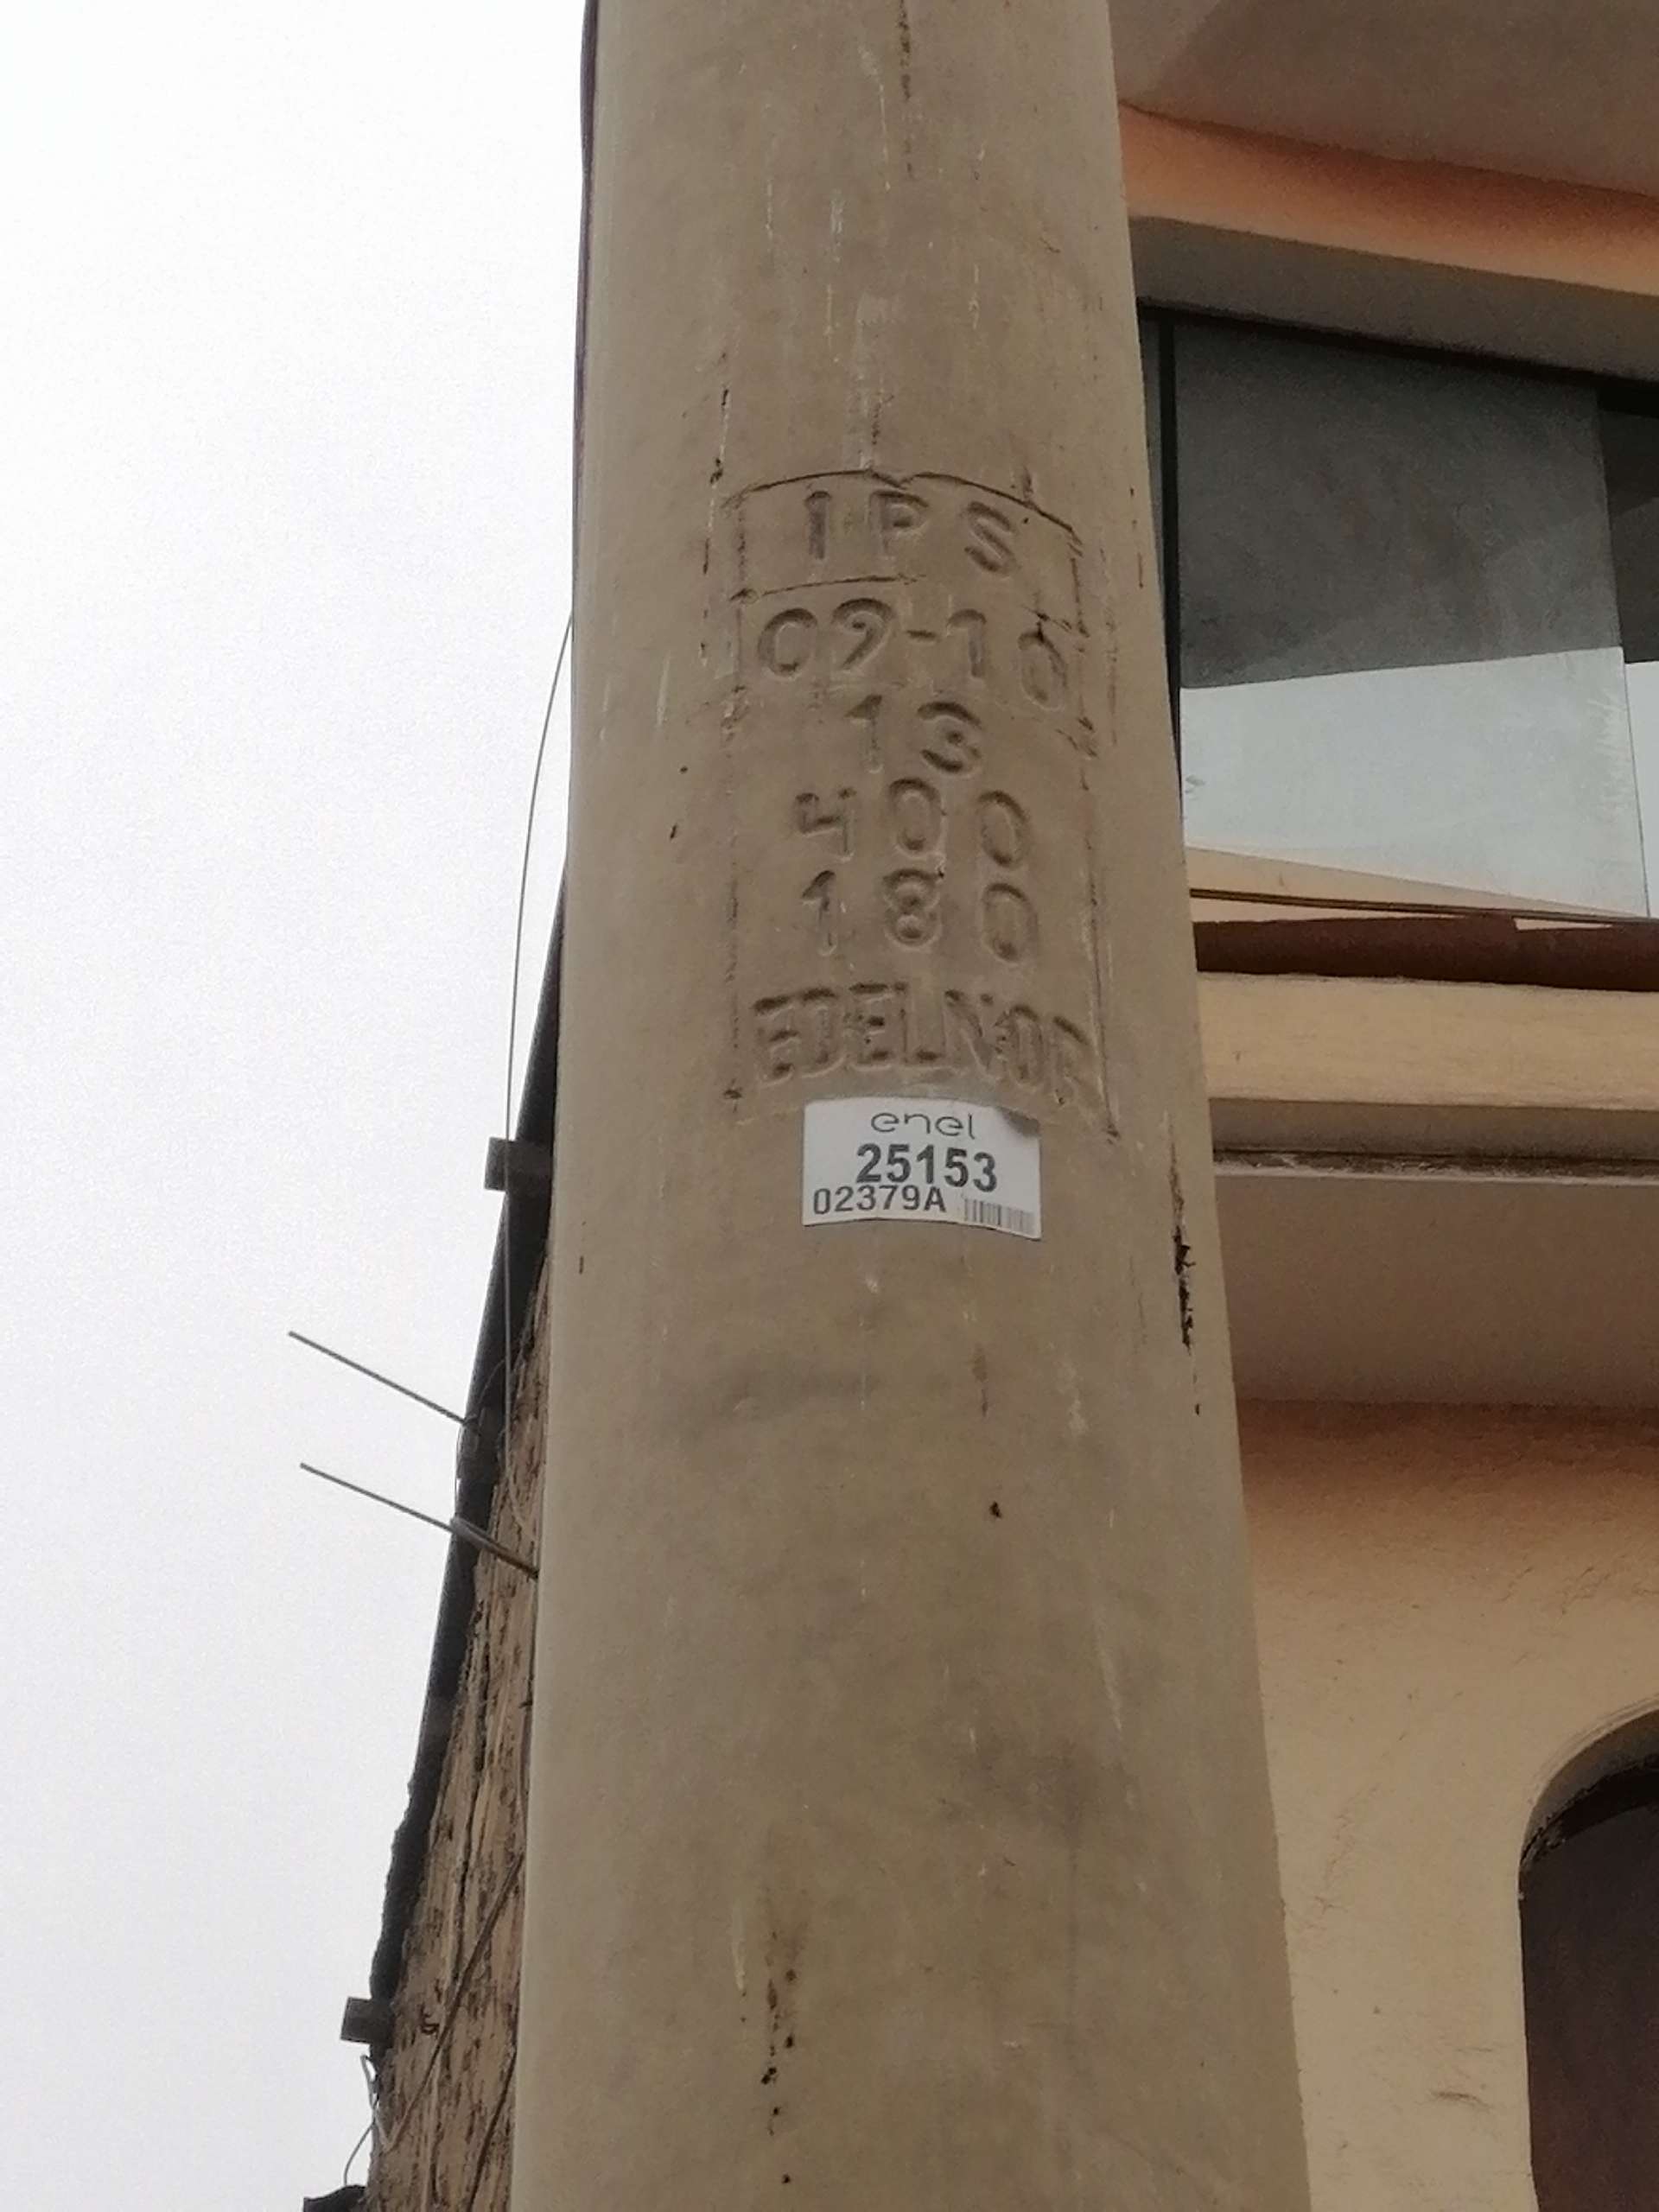 IPS
09-10
13
400
180
EDELNOR
enel
25153
02379A